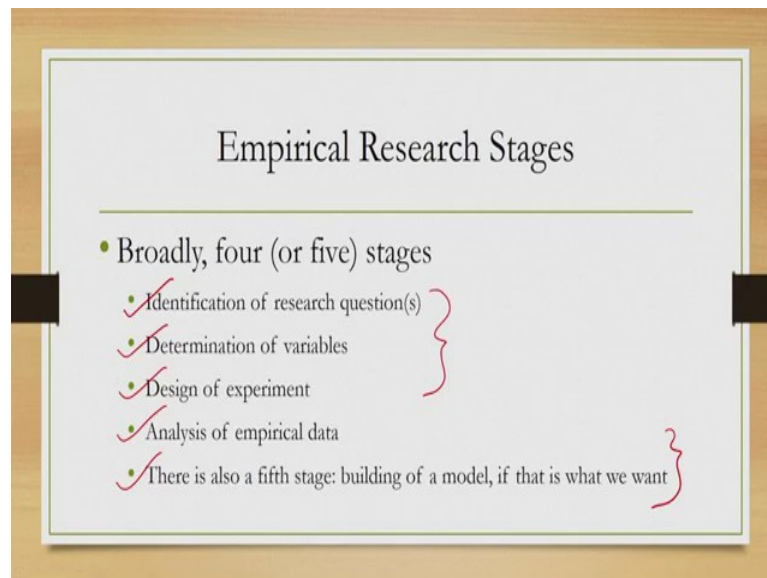 Empirical Research Stages
• Broadly, four (or five) stages
• Identification of research question(s)
• Determination of variables
• Design of experiment
• Analysis of empirical data
• There is also a fifth stage: building of a model, if that is what we want